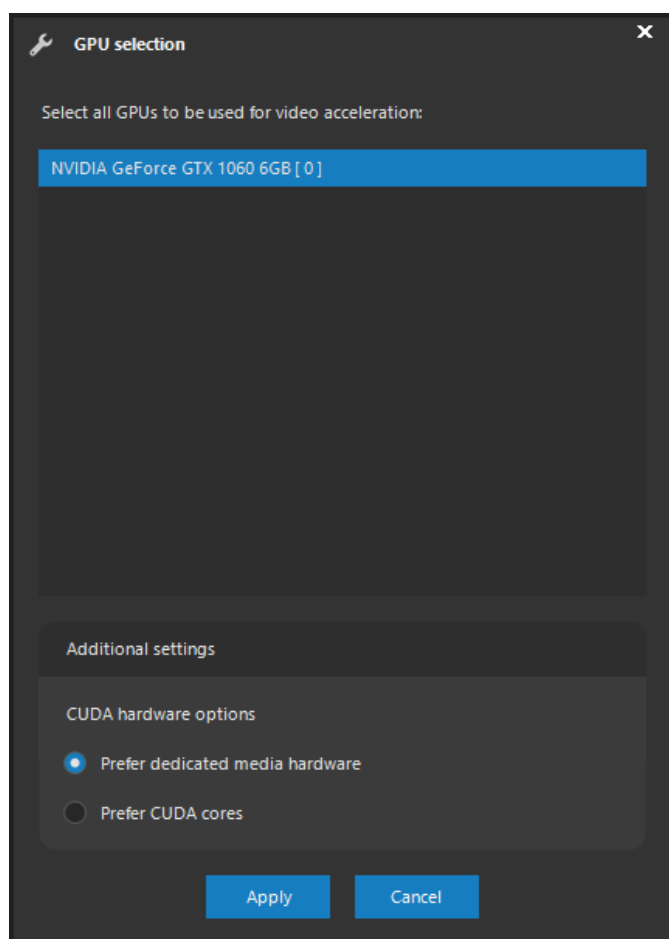 GPU selection
Select all GPUs to be used for video acceleration:
NVIDIA GeForce GTX 1060 6GB [ 0 ]
Additional settings
CUDA hardware options
Prefer dedicated media hardware
Prefer CUDA cores
Apply
Cancel